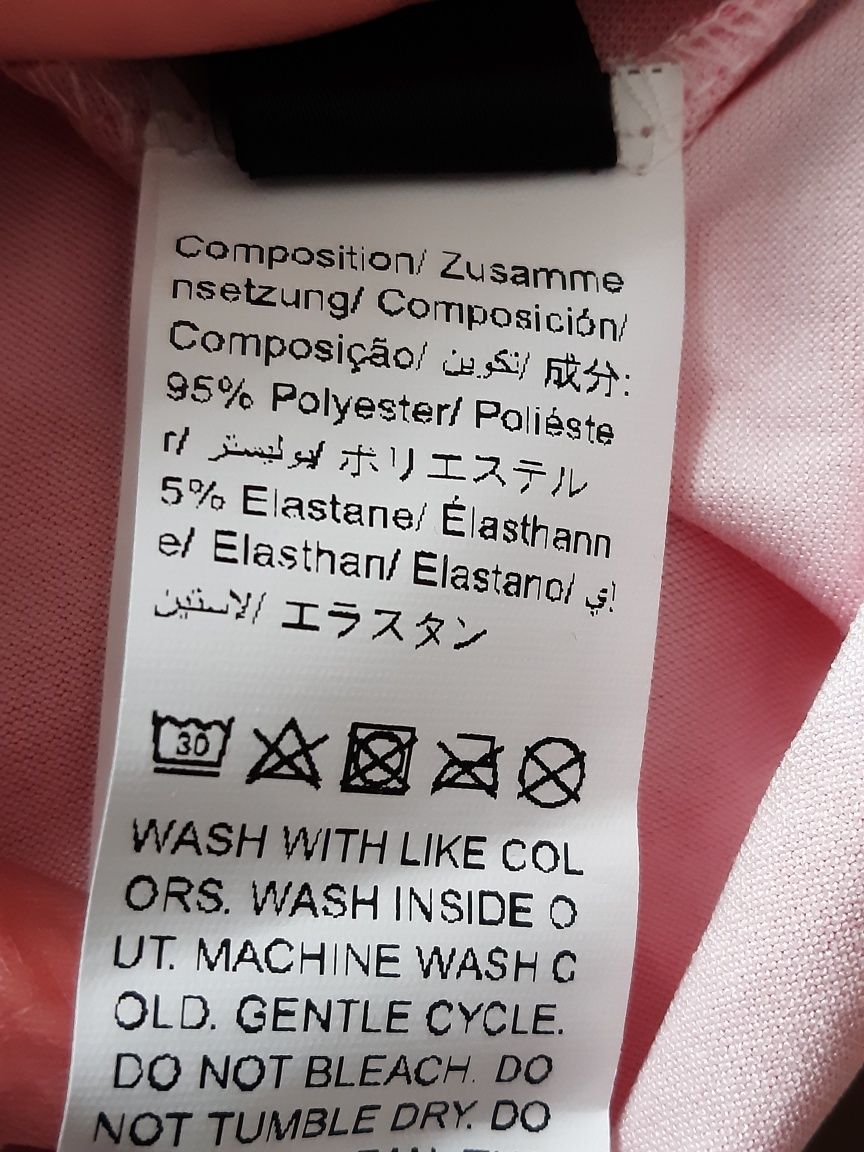 Composition/ Zusamme
nsetzung/ Composición/
Composição/ تكوين/ 成分:
95% Polyester/ Poliéste
r/ بوليستر/ ポリエステル
5% Elastane/ Élasthann
e/ Elasthan/ Elastano/ إي
لاستين/ エラスタン
30
WASH WITH LIKE COL
ORS. WASH INSIDE O
UT. MACHINE WASH C
OLD. GENTLE CYCLE.
DO NOT BLEACH. DO
NOT TUMBLE DRY. DO